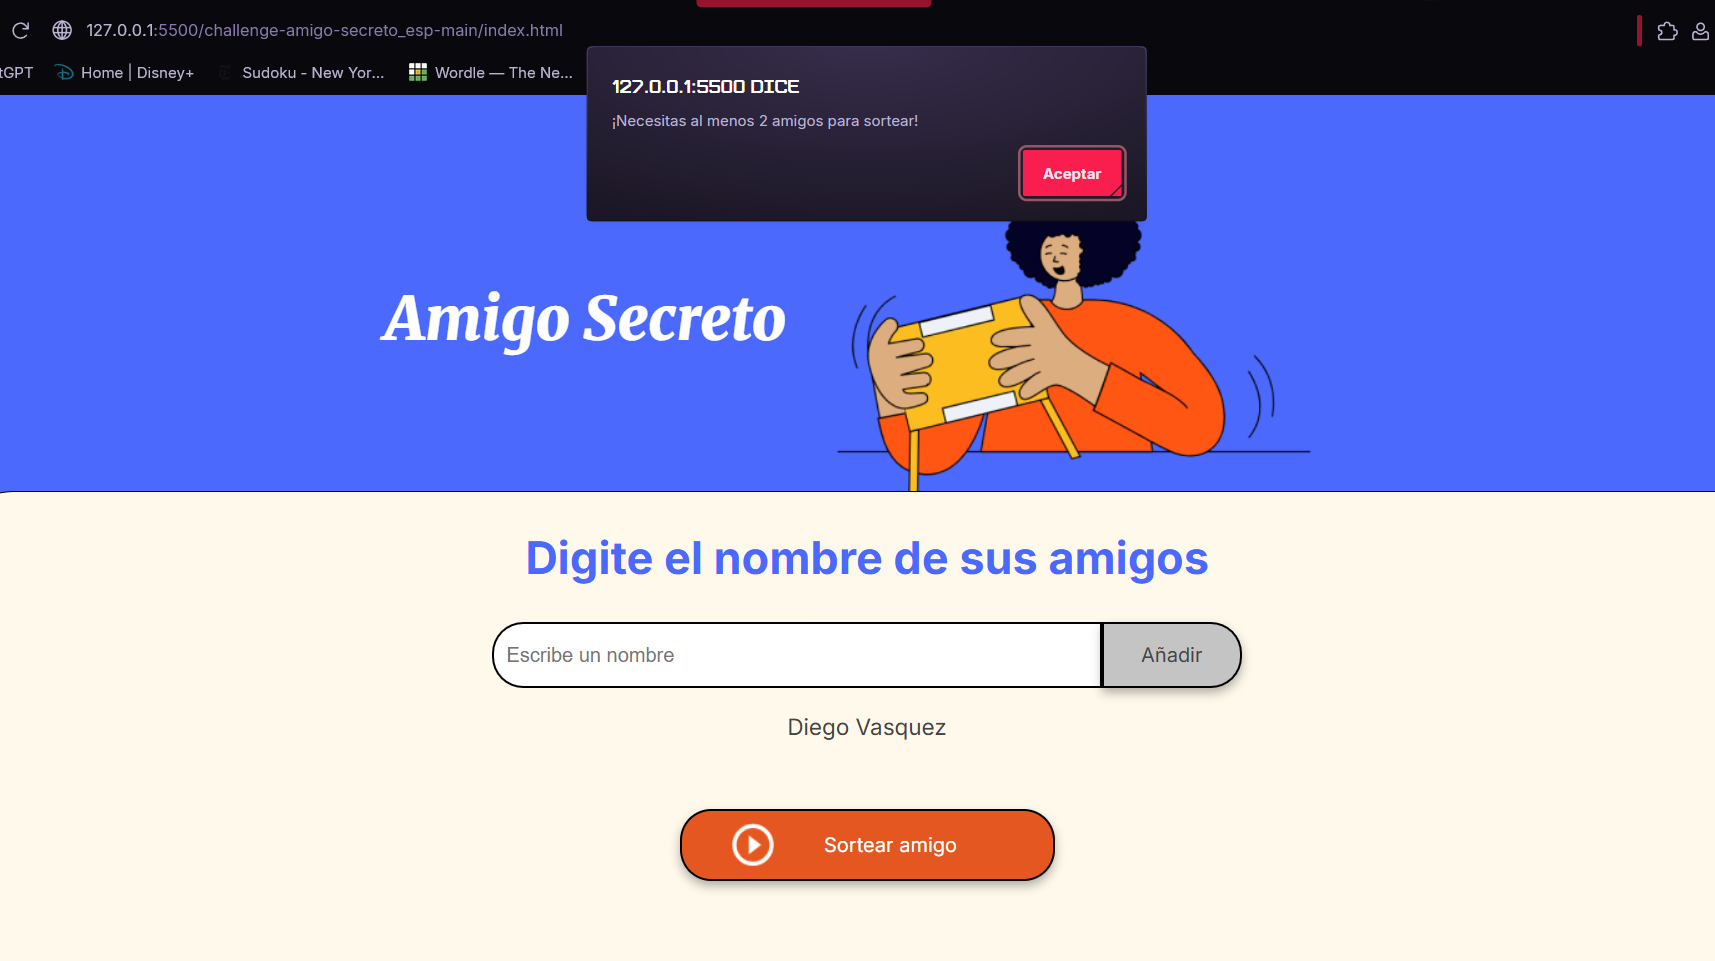 127.0.0.1:5500/challenge-amigo-secreto_esp-main/index.html
tGPT
Home | Disney+
Sudoku - New Yor...
Wordle — The Ne...
127.0.0.1:5500 DICE
¡Necesitas al menos 2 amigos para sortear!
Aceptar
Amigo Secreto
Digite el nombre de sus amigos
Escribe un nombre
Añadir
Diego Vasquez
Sortear amigo